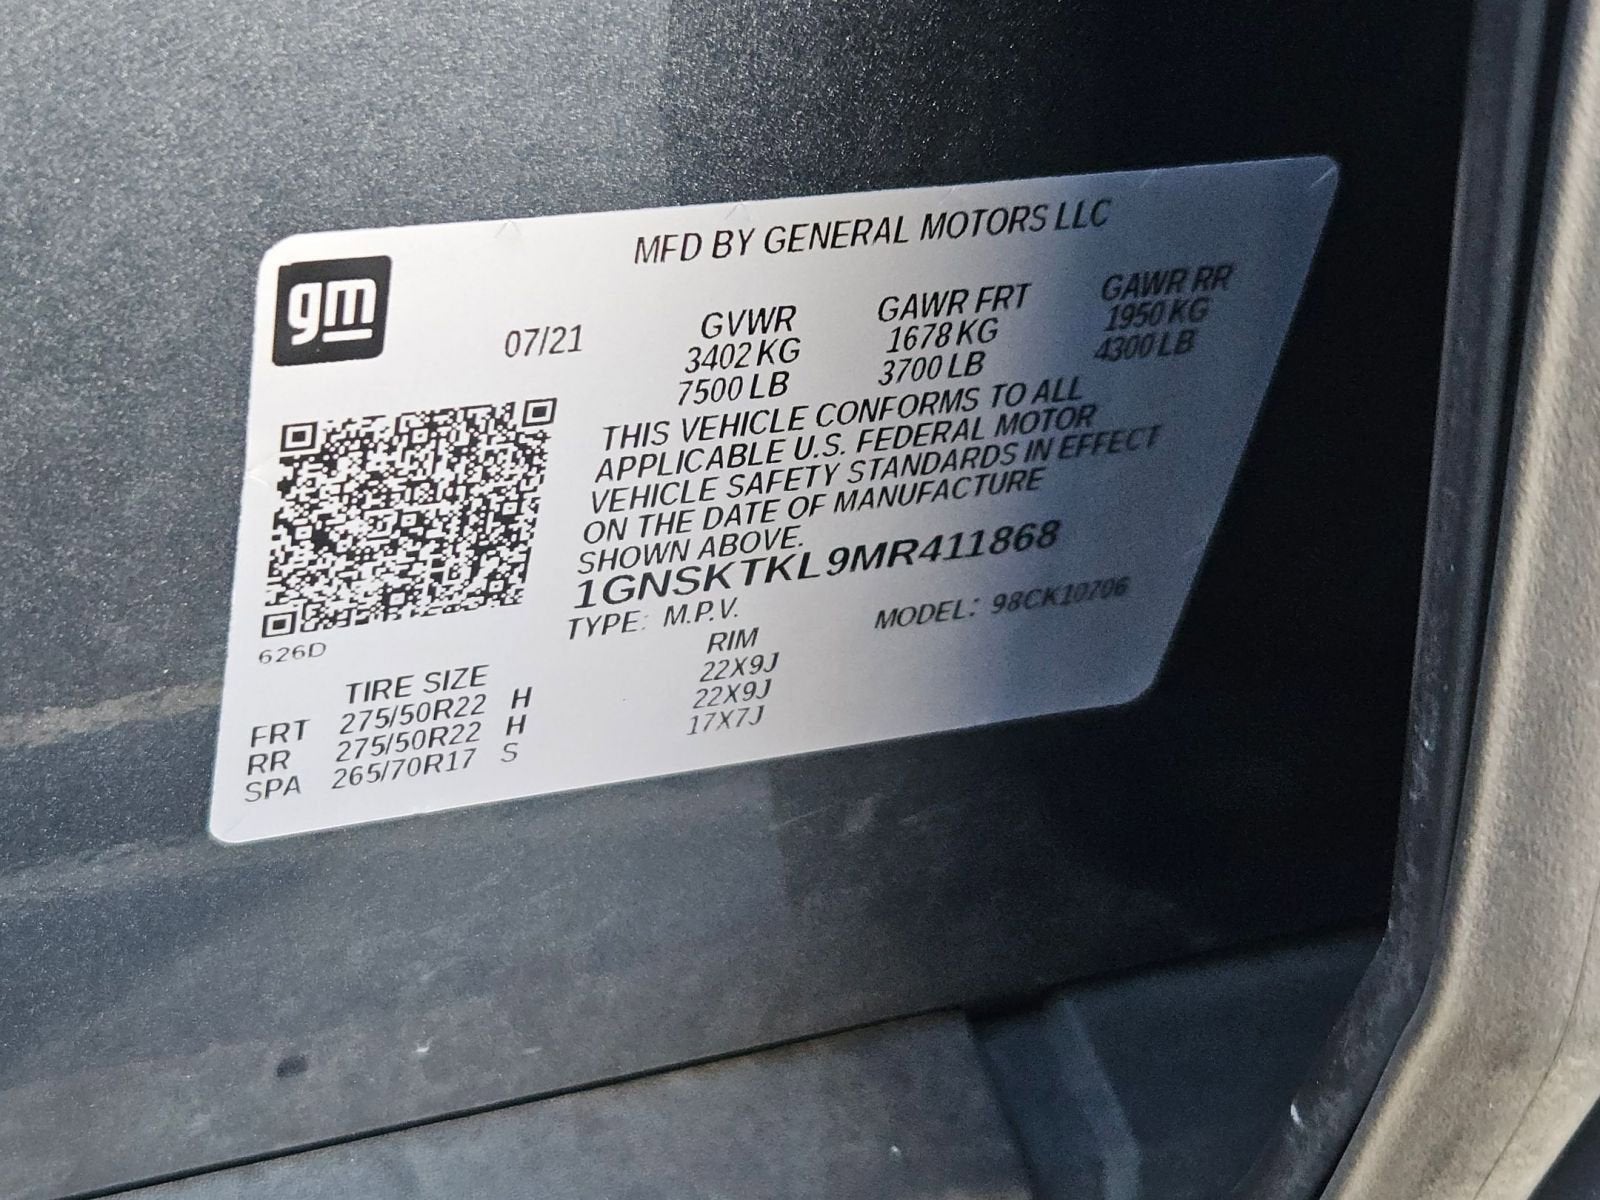 MFD BY GENERAL MOTORS LLC
gm
07/21
GVWR GAWR FRT GAWR RR
3402 KG 1678 KG 1950 KG
7500 LB 3700 LB 4300 LB
THIS VEHICLE CONFORMS TO ALL
APPLICABLE U.S. FEDERAL MOTOR
VEHICLE SAFETY STANDARDS IN EFFECT
ON THE DATE OF MANUFACTURE
SHOWN ABOVE.
1GNSKTKL9MR411868
TYPE: M.P.V. MODEL: 98CK10706
626D
TIRE SIZE RIM
FRT 275/50R22 H 22X9J
RR 275/50R22 H 22X9J
SPA 265/70R17 S 17X7J